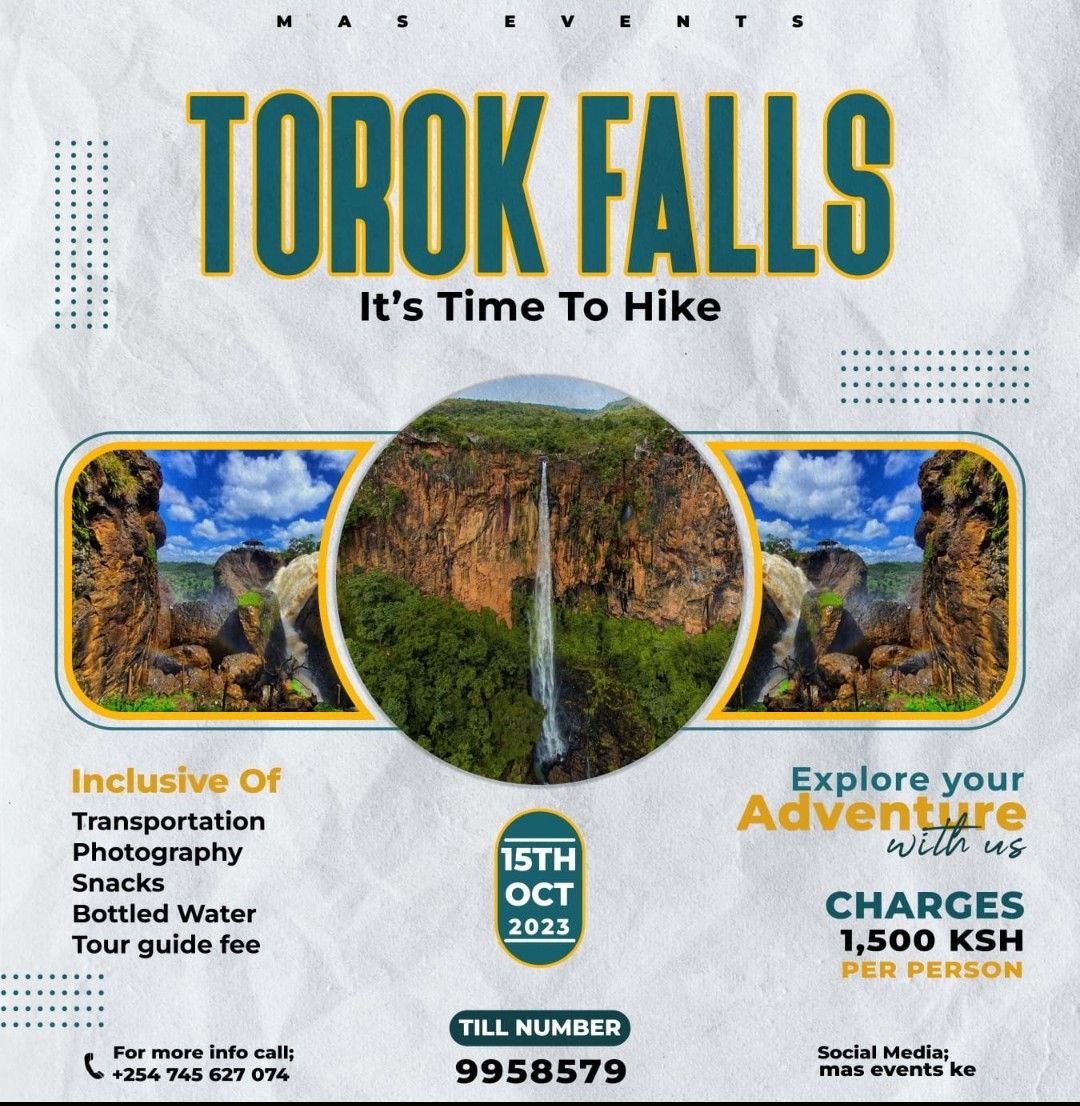 MAS EVENTS
TOROK FALLS
It's Time To Hike
Inclusive Of
Transportation
Photography
Snacks
Bottled Water
Tour guide fee
15TH
OCT
2023
Explore your
Adventure
with us
CHARGES
1,500 KSH
PER PERSON
TILL NUMBER
9958579
For more info call;
+254 745 627 074
Social Media;
mas events ke